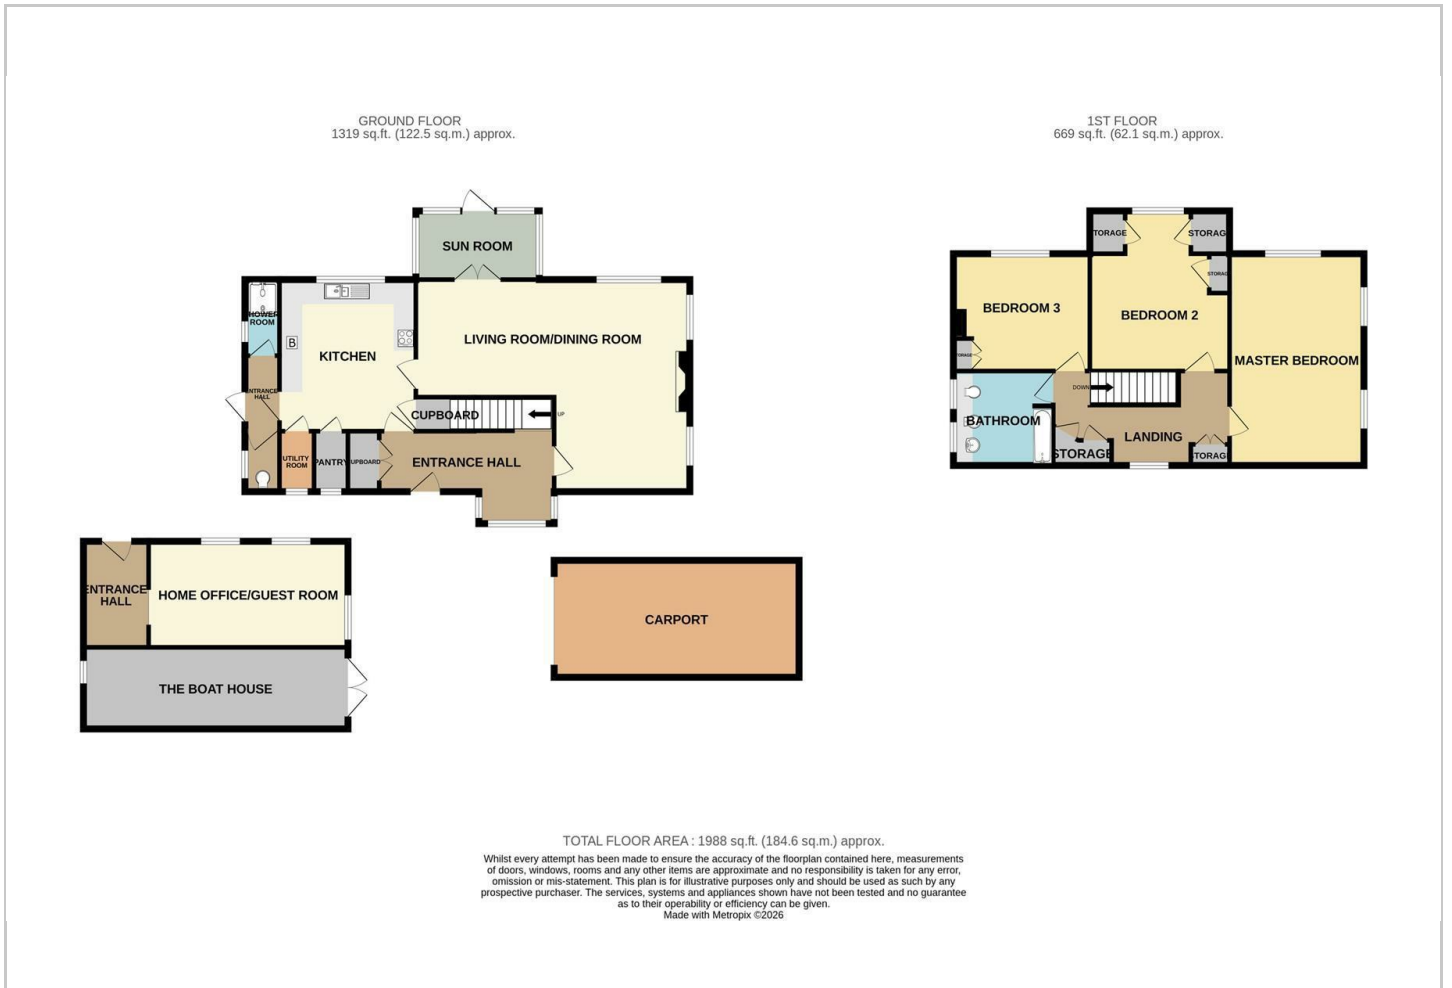 GROUND FLOOR
1319 sq.ft. (122.5 sq.m.) approx.
1ST FLOOR
669 sq.ft. (62.1 sq.m.) approx.
SUN ROOM
HOWER
ROOM
B
KITCHEN
LIVING ROOM/DINING ROOM
ENTRANCE
HALL
CUPBOARD
UP
UTILITY
ROOM
PANTRY
UPBOARD
ENTRANCE HALL
TORAGE
STORAG
STORAG
BEDROOM 3
BEDROOM 2
TORAGE
MASTER BEDROOM
DOWN
BATHROOM
LANDING
STORAGE
TORAGE
ENTRANCE
HALL
HOME OFFICE/GUEST ROOM
THE BOAT HOUSE
CARPORT
TOTAL FLOOR AREA : 1988 sq.ft. (184.6 sq.m.) approx.
Whilst every attempt has been made to ensure the accuracy of the floorplan contained here, measurements
of doors, windows, rooms and any other items are approximate and no responsibility is taken for any error,
omission or mis-statement. This plan is for illustrative purposes only and should be used as such by any
prospective purchaser. The services, systems and appliances shown have not been tested and no guarantee
as to their operability or efficiency can be given.
Made with Metropix ©2026